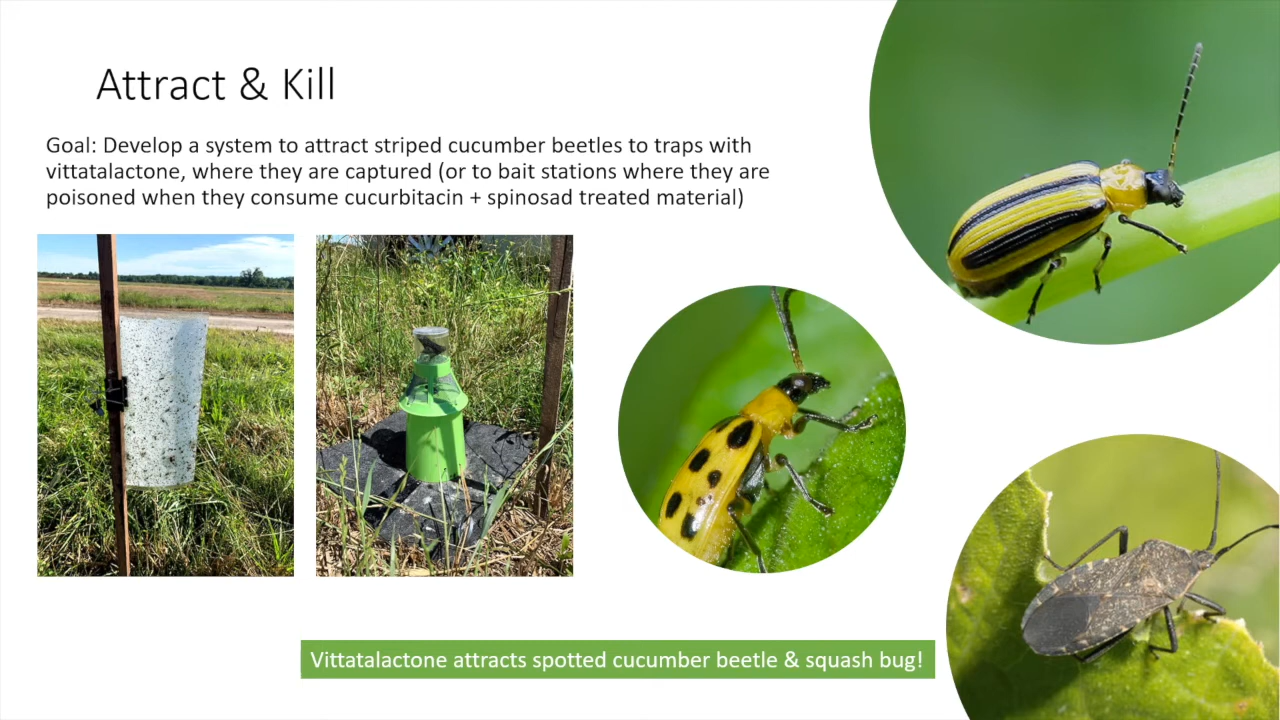 Attract & Kill
Goal: Develop a system to attract striped cucumber beetles to traps with
vittatalactone, where they are captured (or to bait stations where they are
poisoned when they consume cucurbitacin + spinosad treated material)
Vittatalactone attracts spotted cucumber beetle & squash bug!